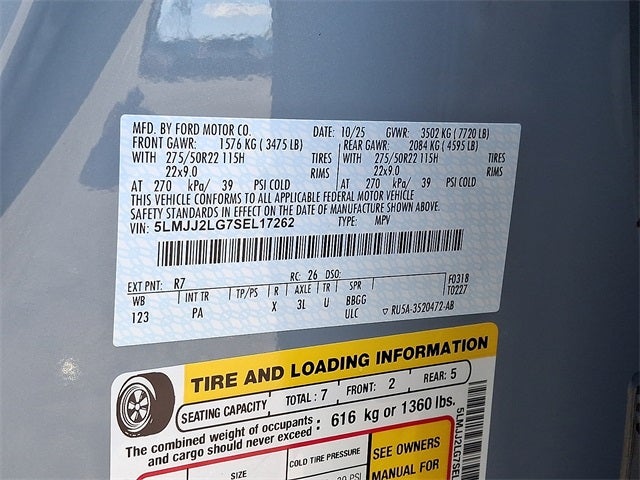 MFD. BY FORD MOTOR CO. DATE: 10/25 GVWR: 3502 KG (7720 LB)
FRONT GAWR: 1576 KG (3475 LB) REAR GAWR: 2084 KG (4595 LB)
WITH 275/50R22 115H TIRES WITH 275/50R22 115H TIRES
22x9.0 RIMS 22x9.0 RIMS
AT 270 kPa/ 39 PSI COLD AT 270 kPa/ 39 PSI COLD
THIS VEHICLE CONFORMS TO ALL APPLICABLE FEDERAL MOTOR VEHICLE
SAFETY STANDARDS IN EFFECT ON THE DATE OF MANUFACTURE SHOWN ABOVE.
VIN: 5LMJJ2LG7SEL17262 TYPE: MPV
EXT PNT: R7 RC: 26 DSO: F0318
WB INT TR TP/PS R AXLE TR SPR T0227
123 PA X 3L U BBGG
ULC ▽ RU5A-3520472-AB
TIRE AND LOADING INFORMATION
SEATING CAPACITY TOTAL: 7 FRONT: 2 REAR: 5
The combined weight of occupants
and cargo should never exceed : 616 kg or 1360 lbs.
SIZE COLD TIRE PRESSURE SEE OWNERS
MANUAL FOR
PSI
5LMJJ2LG7SEL